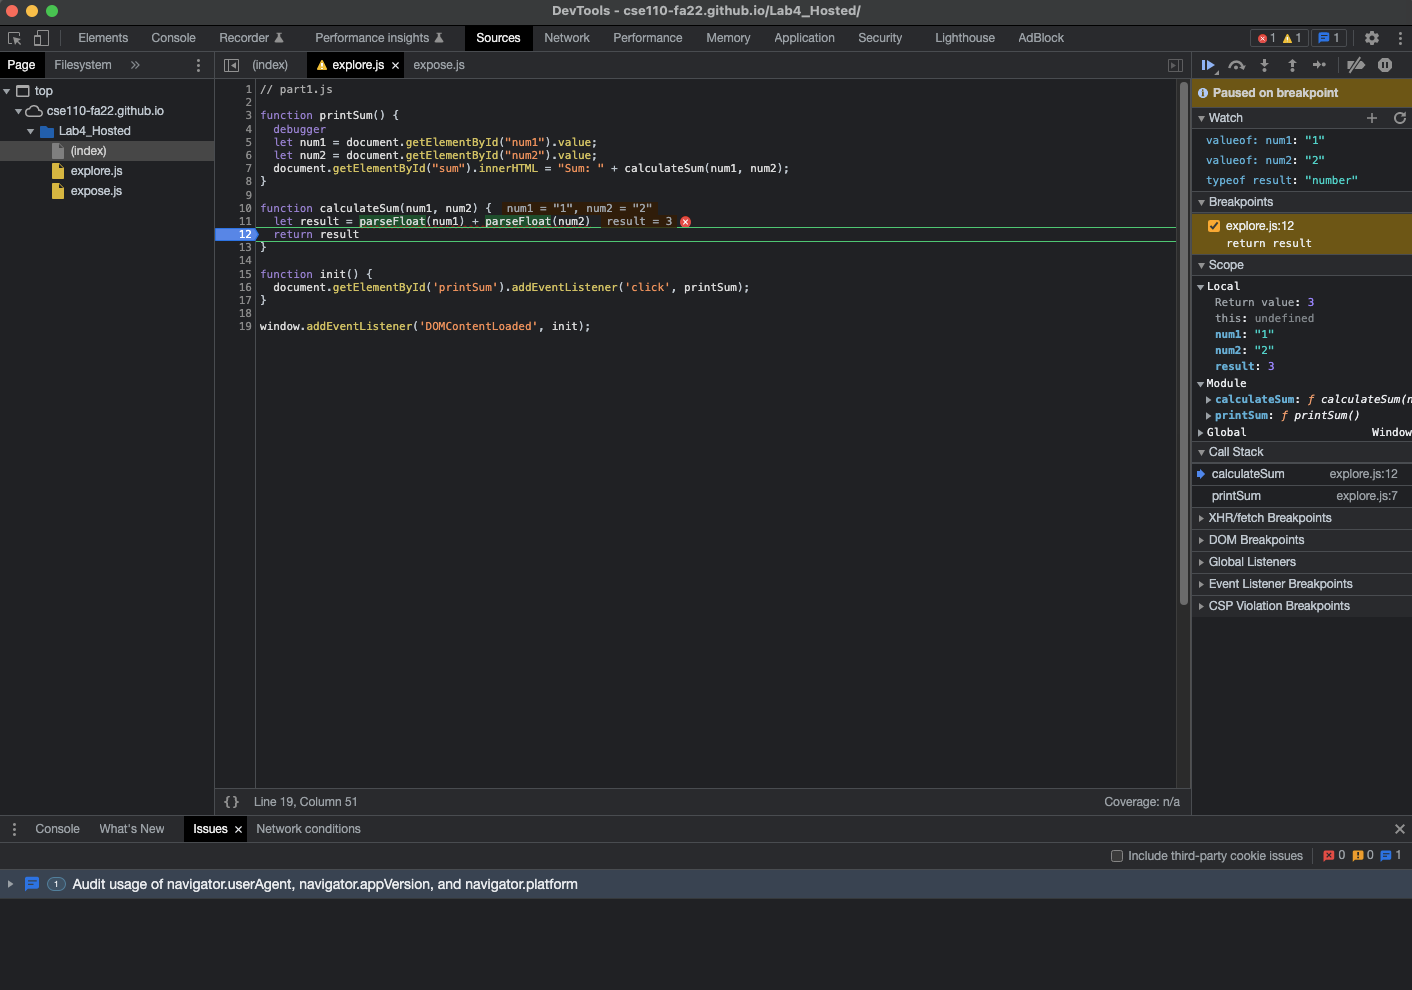 DevTools - cse110-fa22.github.io/Lab4_Hosted/
Elements Console Recorder Performance insights Sources Network Performance Memory Application Security Lighthouse AdBlock 1 1 1
Page Filesystem » (index) explore.js × expose.js
top
cse110-fa22.github.io
Lab4_Hosted
(index)
explore.js
expose.js
1 // part1.js
2
3 function printSum() {
4 debugger
5 let num1 = document.getElementById("num1").value;
6 let num2 = document.getElementById("num2").value;
7 document.getElementById("sum").innerHTML = "Sum: " + calculateSum(num1, num2);
8 }
9
10 function calculateSum(num1, num2) { num1 = "1", num2 = "2"
11 let result = parseFloat(num1) + parseFloat(num2) result = 3
12 return result
13 }
14
15 function init() {
16 document.getElementById('printSum').addEventListener('click', printSum);
17 }
18
19 window.addEventListener('DOMContentLoaded', init);
{} Line 19, Column 51 Coverage: n/a
Paused on breakpoint
Watch
valueof: num1: "1"
valueof: num2: "2"
typeof result: "number"
Breakpoints
explore.js:12
return result
Scope
Local
Return value: 3
this: undefined
num1: "1"
num2: "2"
result: 3
Module
calculateSum: ƒ calculateSum(n
printSum: ƒ printSum()
Global Window
Call Stack
calculateSum explore.js:12
printSum explore.js:7
XHR/fetch Breakpoints
DOM Breakpoints
Global Listeners
Event Listener Breakpoints
CSP Violation Breakpoints
Console What's New Issues × Network conditions
Include third-party cookie issues 0 0 1
1 Audit usage of navigator.userAgent, navigator.appVersion, and navigator.platform